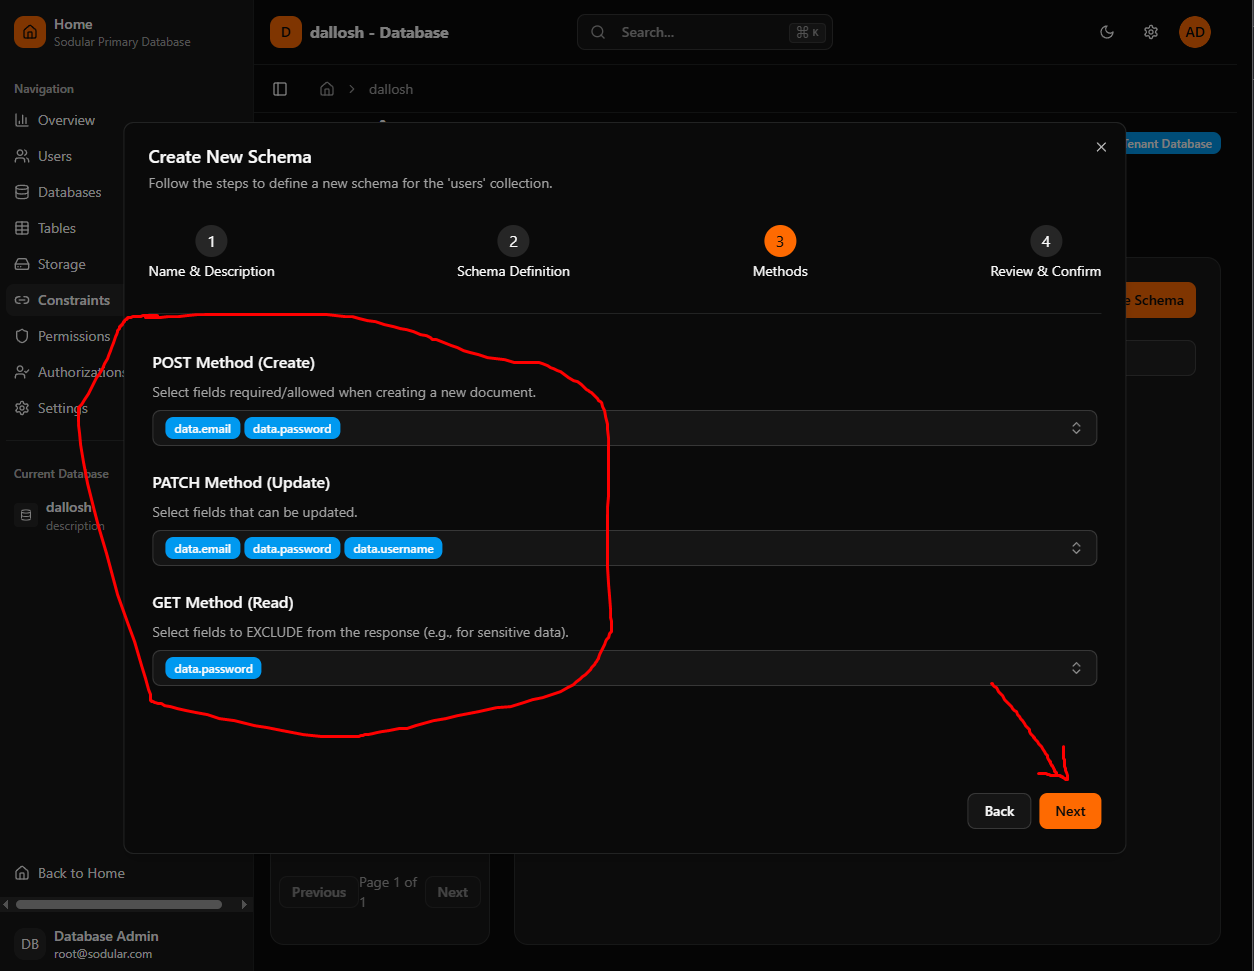 Home
Sodular Primary Database
D
dallosh - Database
Search...
⌘ K
AD
Navigation
dallosh
Overview
Users
Databases
Tables
Storage
Constraints
Permissions
Authorizations
Settings
Current Database
dallosh
description
Tenant Database
Schema
Create New Schema
Follow the steps to define a new schema for the 'users' collection.
1
2
3
4
Name & Description
Schema Definition
Methods
Review & Confirm
POST Method (Create)
Select fields required/allowed when creating a new document.
data.email data.password
PATCH Method (Update)
Select fields that can be updated.
data.email data.password data.username
GET Method (Read)
Select fields to EXCLUDE from the response (e.g., for sensitive data).
data.password
Back
Next
Back to Home
Previous
Page 1 of
1
Next
DB
Database Admin
root@sodular.com